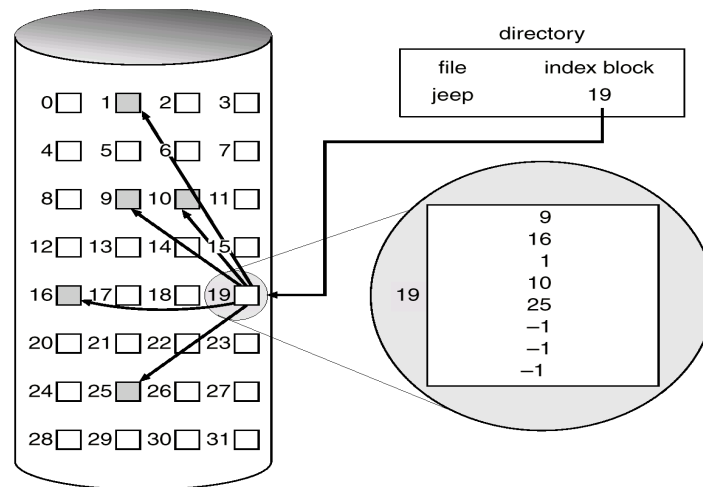 directory
file index block
jeep 19
0 1 2 3
4 5 6 7
8 9 10 11
12 13 14 15
16 17 18 19
20 21 22 23
24 25 26 27
28 29 30 31
19
9
16
1
10
25
–1
–1
–1